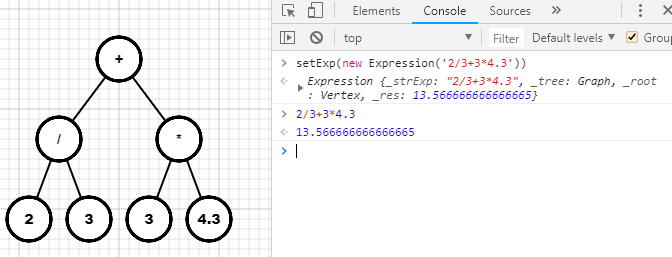 Elements Console Sources »
top Filter Default levels ▼ Grou
> setExp(new Expression('2/3+3*4.3'))
Expression {_strExp: "2/3+3*4.3", _tree: Graph, _root
: Vertex, _res: 13.566666666666665}
> 2/3+3*4.3
13.566666666666665
>
+
/ *
2 3 3 4.3